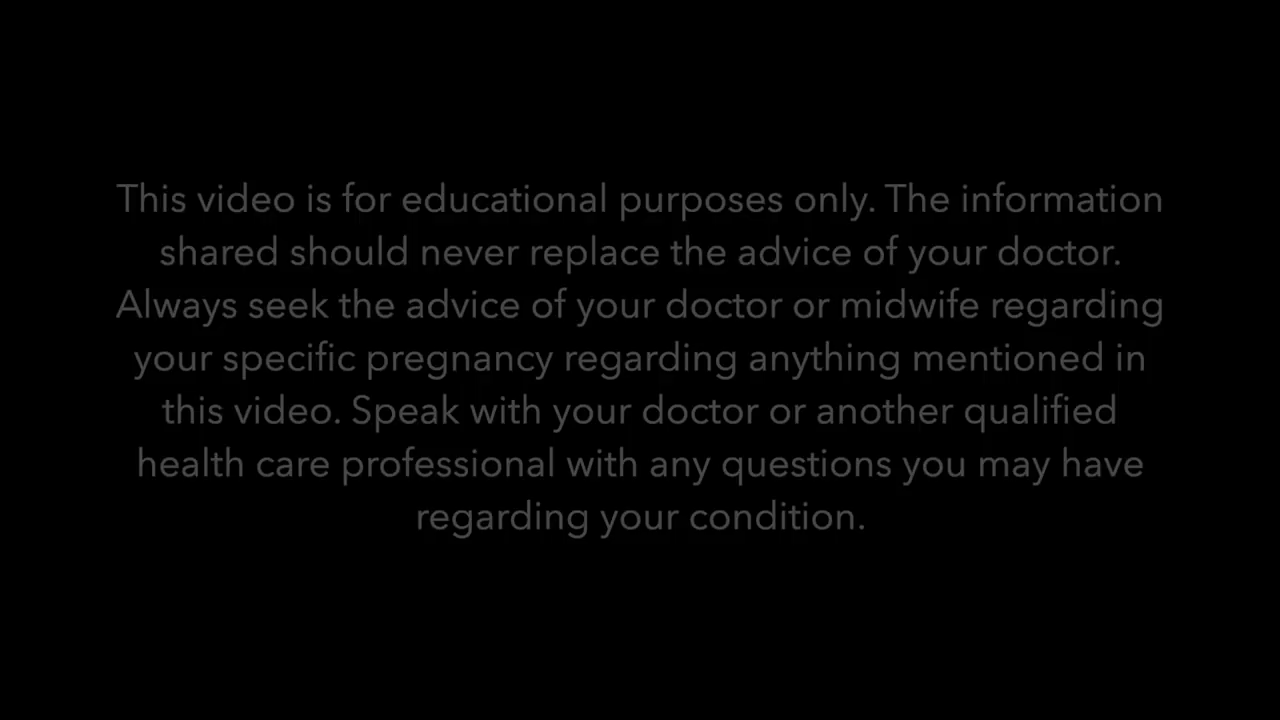 This video is for educational purposes only. The information
shared should never replace the advice of your doctor.
Always seek the advice of your doctor or midwife regarding
your specific pregnancy regarding anything mentioned in
this video. Speak with your doctor or another qualified
health care professional with any questions you may have
regarding your condition.